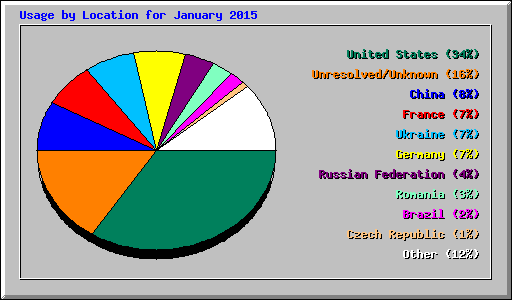 Usage by Location for January 2015
United States (34%)
Unresolved/Unknown (16%)
China (8%)
France (7%)
Ukraine (7%)
Germany (7%)
Russian Federation (4%)
Romania (3%)
Brazil (2%)
Czech Republic (1%)
Other (12%)